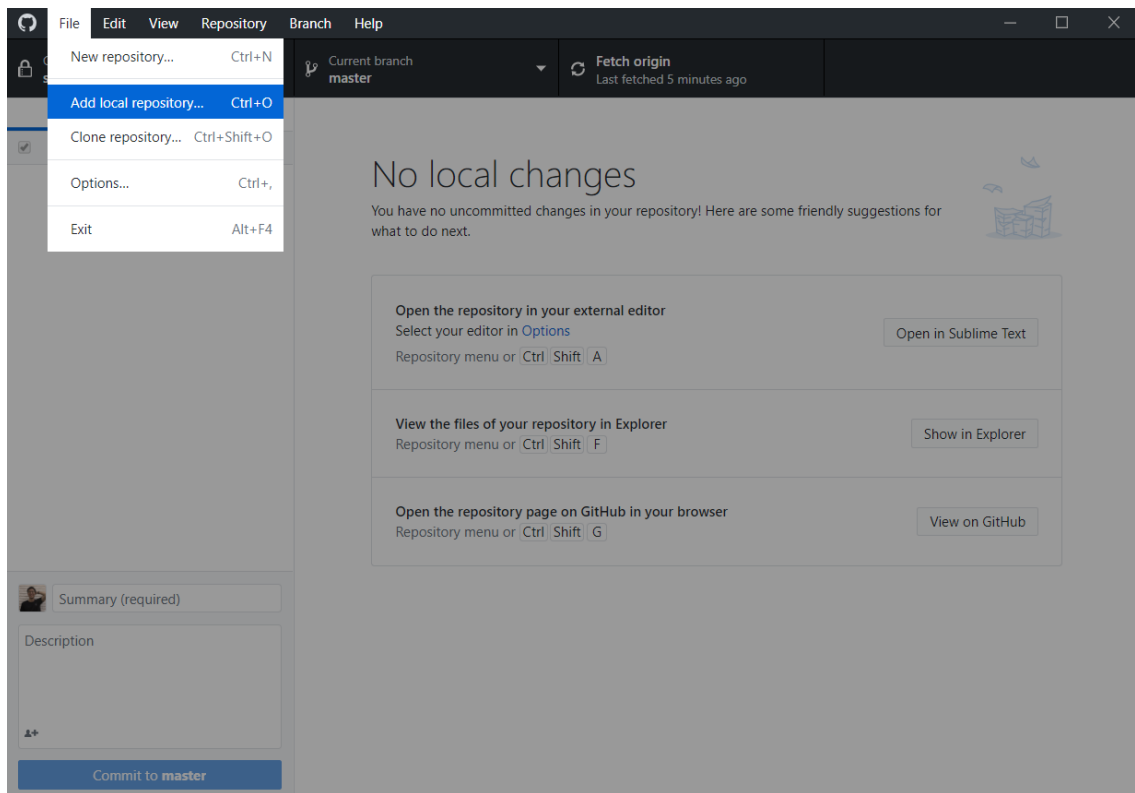 File Edit View Repository Branch Help
New repository... Ctrl+N
Add local repository... Ctrl+O
Clone repository... Ctrl+Shift+O
Options... Ctrl+,
Exit Alt+F4
Current branch
master
Fetch origin
Last fetched 5 minutes ago
No local changes
You have no uncommitted changes in your repository! Here are some friendly suggestions for
what to do next.
Open the repository in your external editor
Select your editor in Options
Repository menu or Ctrl Shift A
Open in Sublime Text
View the files of your repository in Explorer
Repository menu or Ctrl Shift F
Show in Explorer
Open the repository page on GitHub in your browser
Repository menu or Ctrl Shift G
View on GitHub
Summary (required)
Description
Commit to master